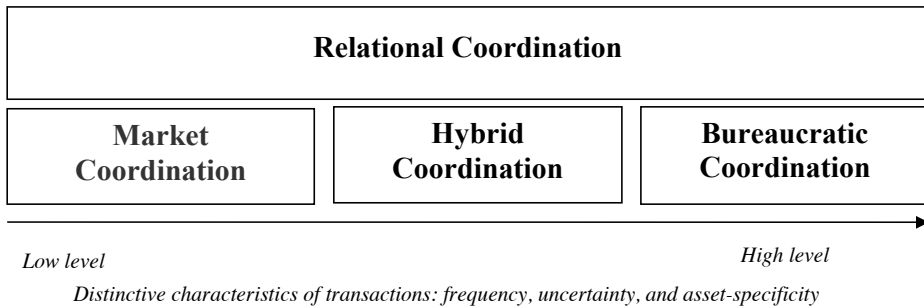 Relational Coordination
Market
Coordination
Hybrid
Coordination
Bureaucratic
Coordination
Low level
High level
Distinctive characteristics of transactions: frequency, uncertainty, and asset-specificity